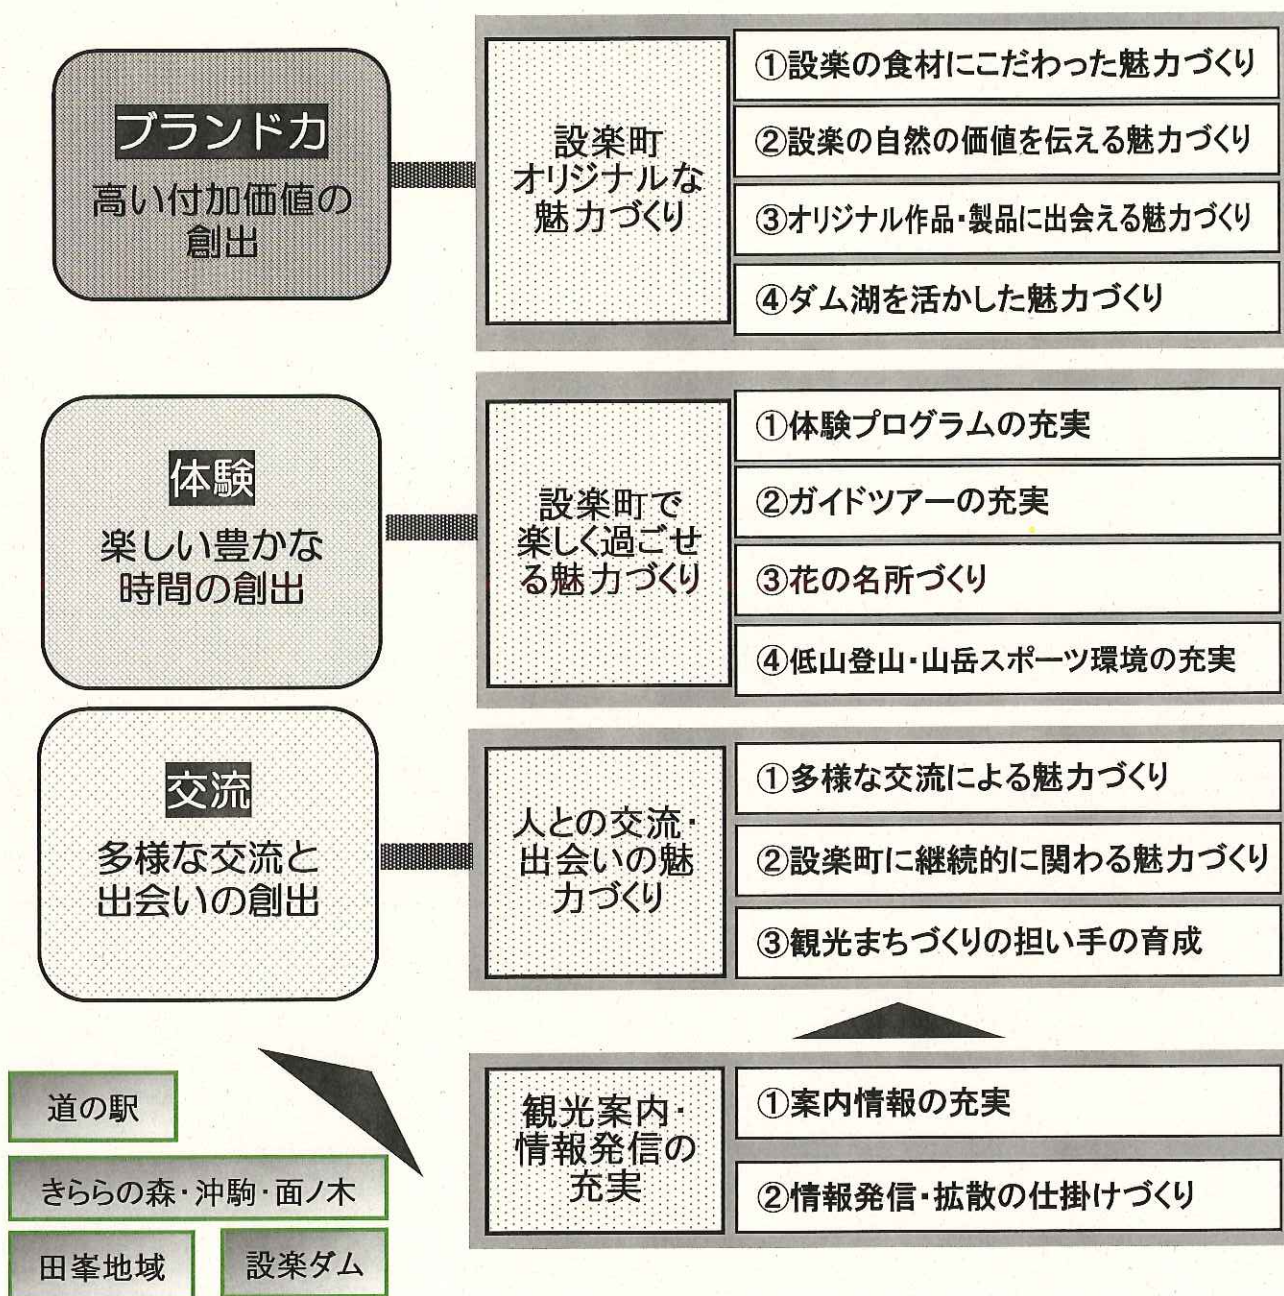 ブランド力
高い付加価値の
創出
設楽町
オリジナルな
魅力づくり
①設楽の食材にこだわった魅力づくり
②設楽の自然の価値を伝える魅力づくり
③オリジナル作品・製品に出会える魅力づくり
④ダム湖を活かした魅力づくり
体験
楽しい豊かな
時間の創出
設楽町で
楽しく過ごせ
る魅力づくり
①体験プログラムの充実
②ガイドツアーの充実
③花の名所づくり
④低山登山・山岳スポーツ環境の充実
交流
多様な交流と
出会いの創出
人との交流・
出会いの魅
力づくり
①多様な交流による魅力づくり
②設楽町に継続的に関わる魅力づくり
③観光まちづくりの担い手の育成
観光案内・
情報発信の
充実
①案内情報の充実
②情報発信・拡散の仕掛けづくり
道の駅
きららの森・沖駒・面ノ木
田峯地域
設楽ダム